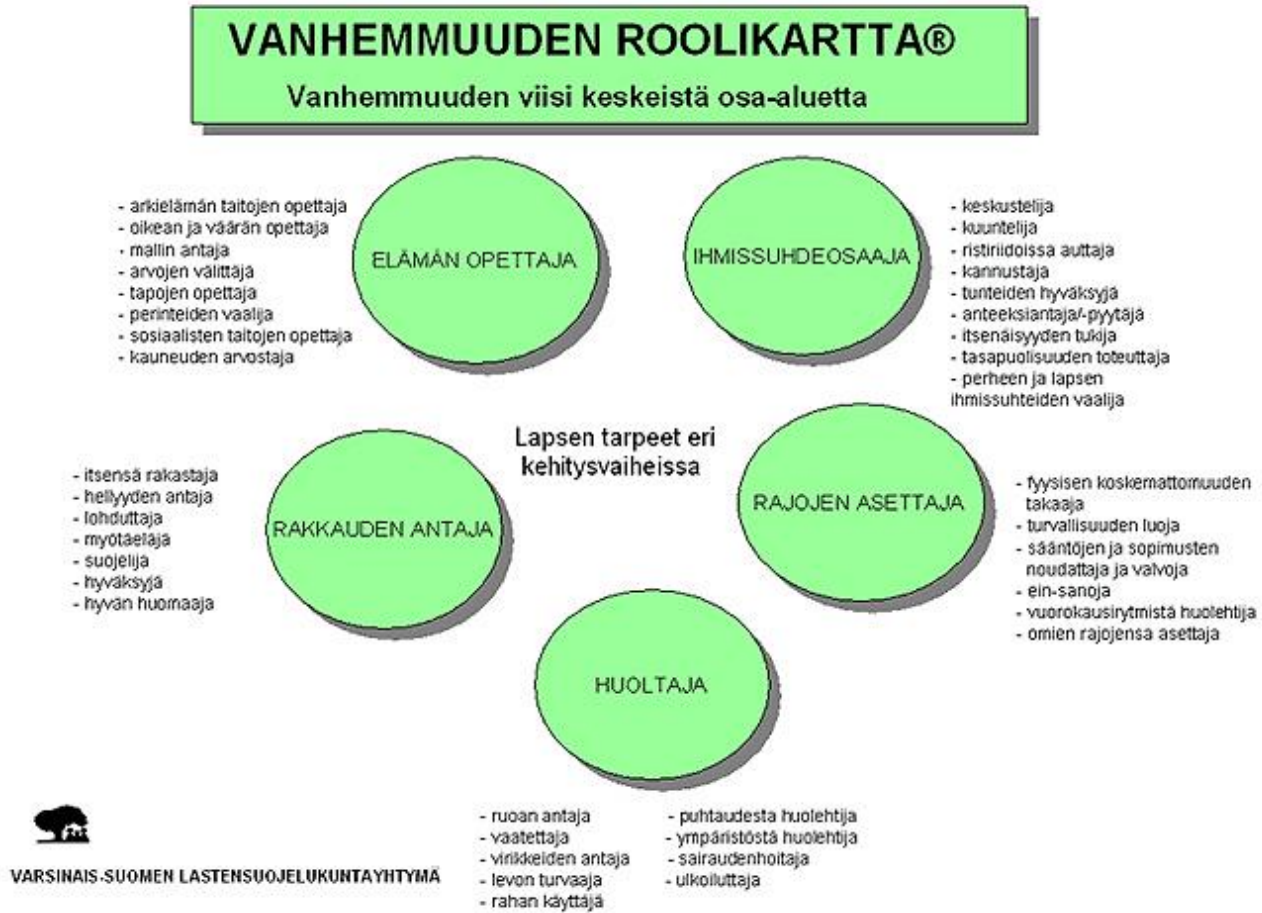 VANHEMMUUDEN ROOLIKARTTA®
Vanhemmuuden viisi keskeistä osa-aluetta
ELÄMÄN OPETTAJA
- arkielämän taitojen opettaja
- oikean ja väärän opettaja
- mallin antaja
- arvojen välittäjä
- tapojen opettaja
- perinteiden vaalija
- sosiaalisten taitojen opettaja
- kauneuden arvostaja
IHMISSUHDEOSAAJA
- keskustelija
- kuuntelija
- ristiriidoissa auttaja
- kannustaja
- tunteiden hyväksyjä
- anteeksiantaja/-pyytäjä
- itsenäisyyden tukija
- tasapuolisuuden toteuttaja
- perheen ja lapsen
ihmissuhteiden vaalija
Lapsen tarpeet eri
kehitysvaiheissa
RAKKAUDEN ANTAJA
- itsensä rakastaja
- hellyyden antaja
- lohduttaja
- myötäeläjä
- suojelija
- hyväksyjä
- hyvän huomaaja
RAJOJEN ASETTAJA
- fyysisen koskemattomuuden
takaaja
- turvallisuuden luoja
- sääntöjen ja sopimusten
noudattaja ja valvoja
- ein-sanoja
- vuorokausirytmistä huolehtija
- omien rajojensa asettaja
HUOLTAJA
- ruoan antaja
- vaatettaja
- virikkeiden antaja
- levon turvaaja
- rahan käyttäjä
- puhtaudesta huolehtija
- ympäristöstä huolehtija
- sairaudenhoitaja
- ulkoiluttaja
VARSINAIS-SUOMEN LASTENSUOJELUKUNTAYHTYMÄ